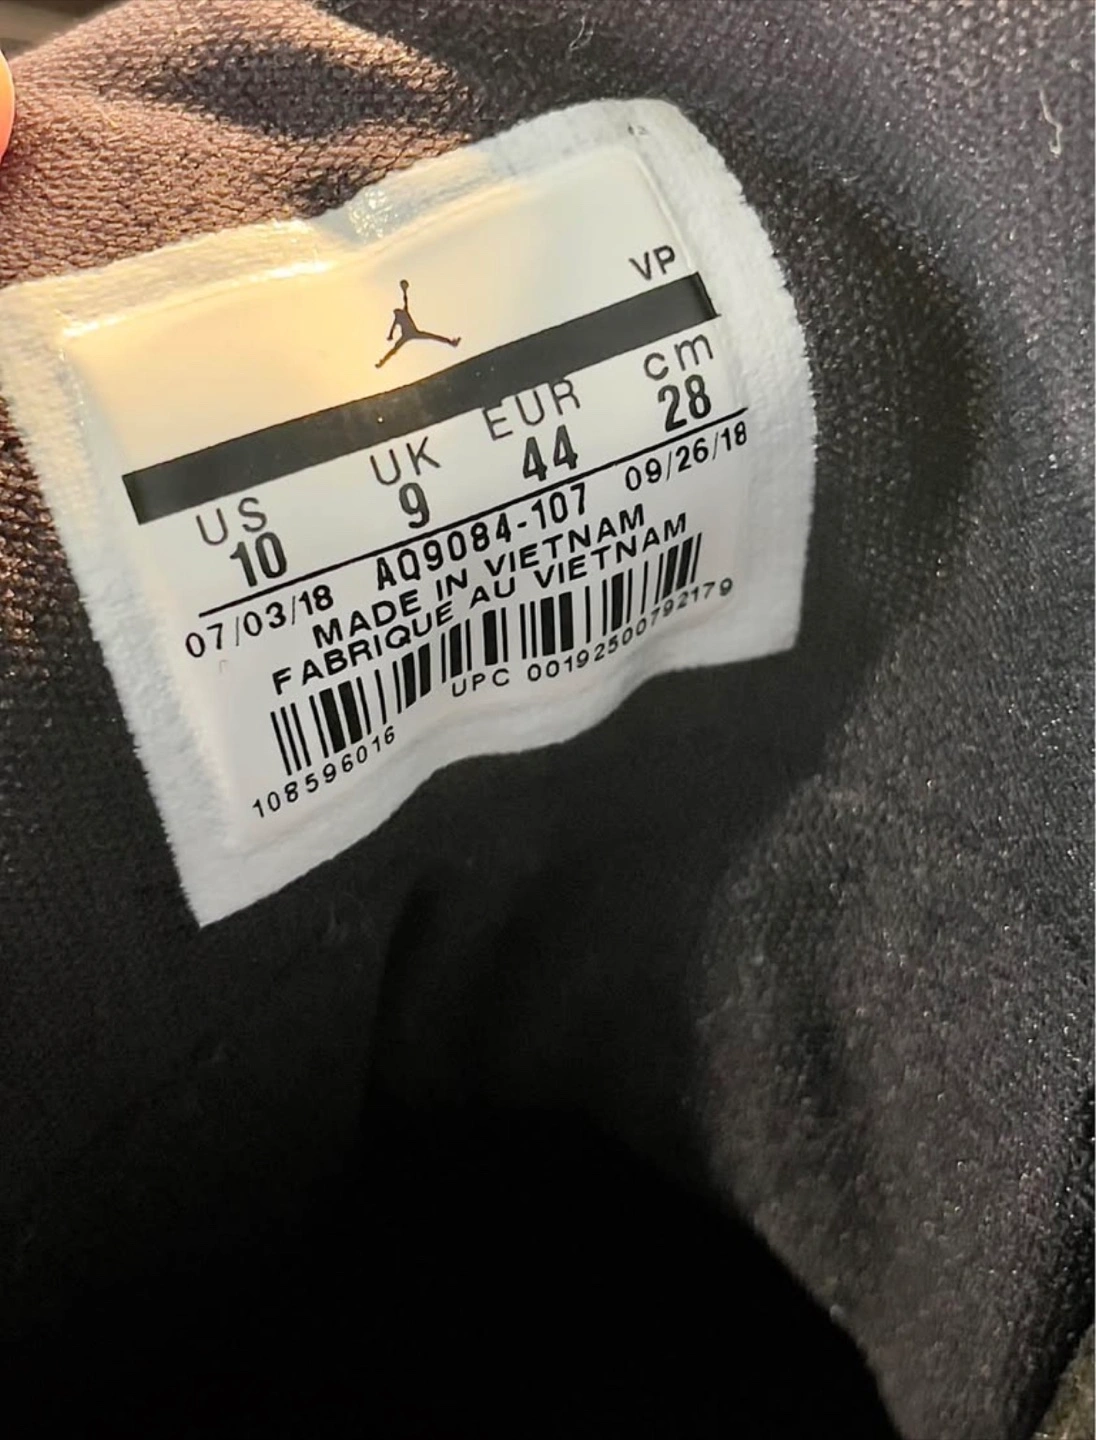 VP
US UK EUR cm
10 9 44 28
07/03/18 AQ9084-107 09/26/18
MADE IN VIETNAM
FABRIQUE AU VIETNAM
108596016 UPC 00192500792179